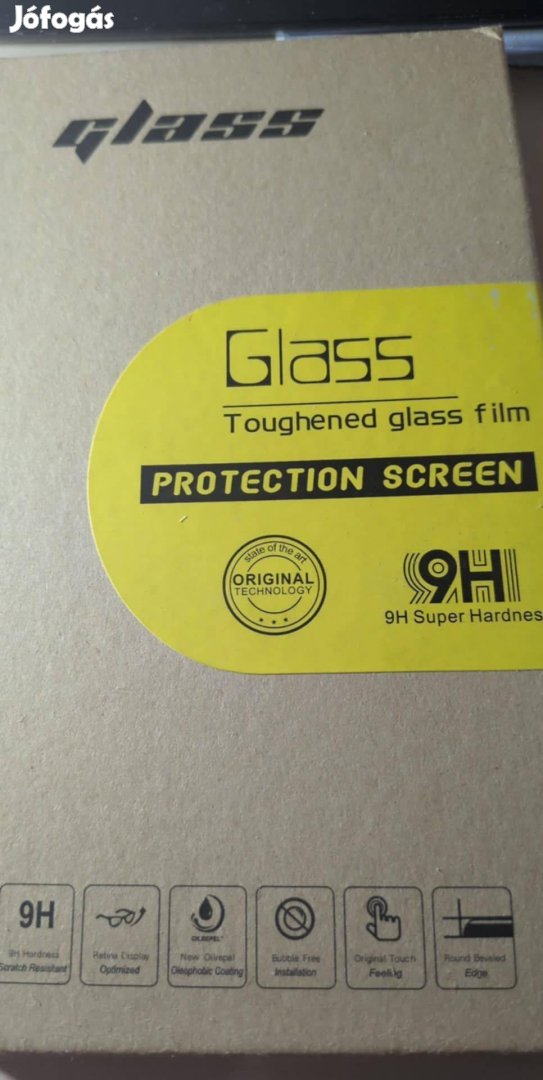 Jófogás
glass
Glass
Toughened glass film
PROTECTION SCREEN
state of the art
ORIGINAL
TECHNOLOGY
9H
9H Super Hardnes
9H
9H Hardness
Scratch Resistant
Retina Display
Optimized
New Olivepel
Oleophobic Coating
Bubble Free
Installation
Original Touch
Feeling
Round Beveled
Edge